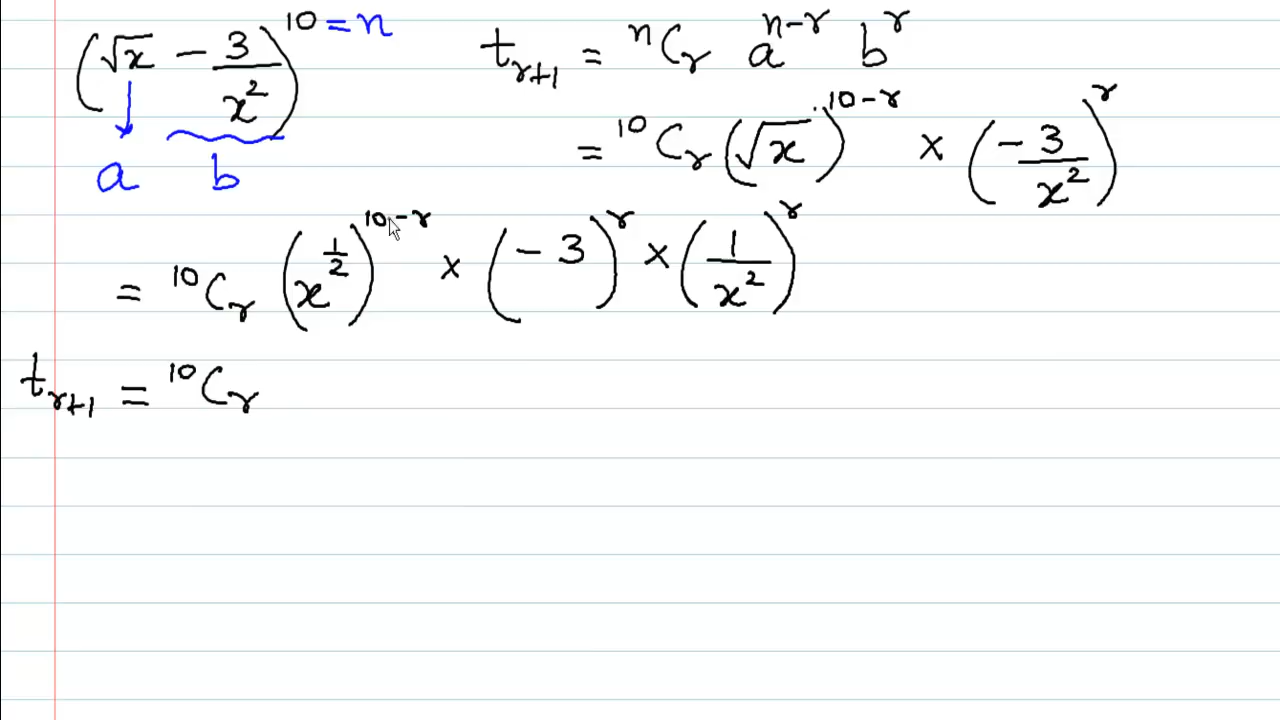 (√x − 3/x²)¹⁰ = n
a b
t_{r+1} = ⁿC_r a^{n−r} b^r
= ¹⁰C_r (√x)^{10−r} × (−3/x²)^r
= ¹⁰C_r (x^{1/2})^{10−r} × (−3)^r × (1/x²)^r
t_{r+1} = ¹⁰C_r